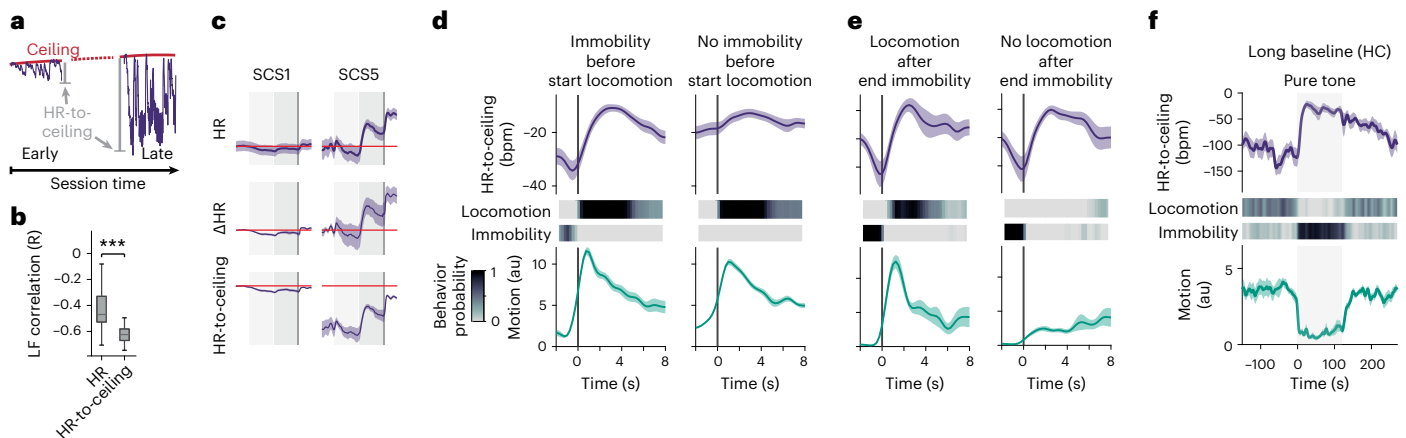 a
Ceiling
HR-to-
ceiling
Early
Late
Session time
b
***
LF correlation (R)
0
−0.2
−0.4
−0.6
HR
HR-to-ceiling
c
SCS1
SCS5
HR
ΔHR
HR-to-ceiling
d
Immobility
before
start locomotion
No immobility
before
start locomotion
HR-to-ceiling
(bpm)
−20
−40
Locomotion
Immobility
Behavior
probability
1
0
Motion (au)
10
5
0
0
4
8
Time (s)
0
4
8
Time (s)
e
Locomotion
after
end immobility
No locomotion
after
end immobility
0
4
8
Time (s)
0
4
8
Time (s)
f
Long baseline (HC)
Pure tone
HR-to-ceiling
(bpm)
0
−50
−100
−150
Locomotion
Immobility
Motion
(au)
5
0
−100
0
100
200
Time (s)